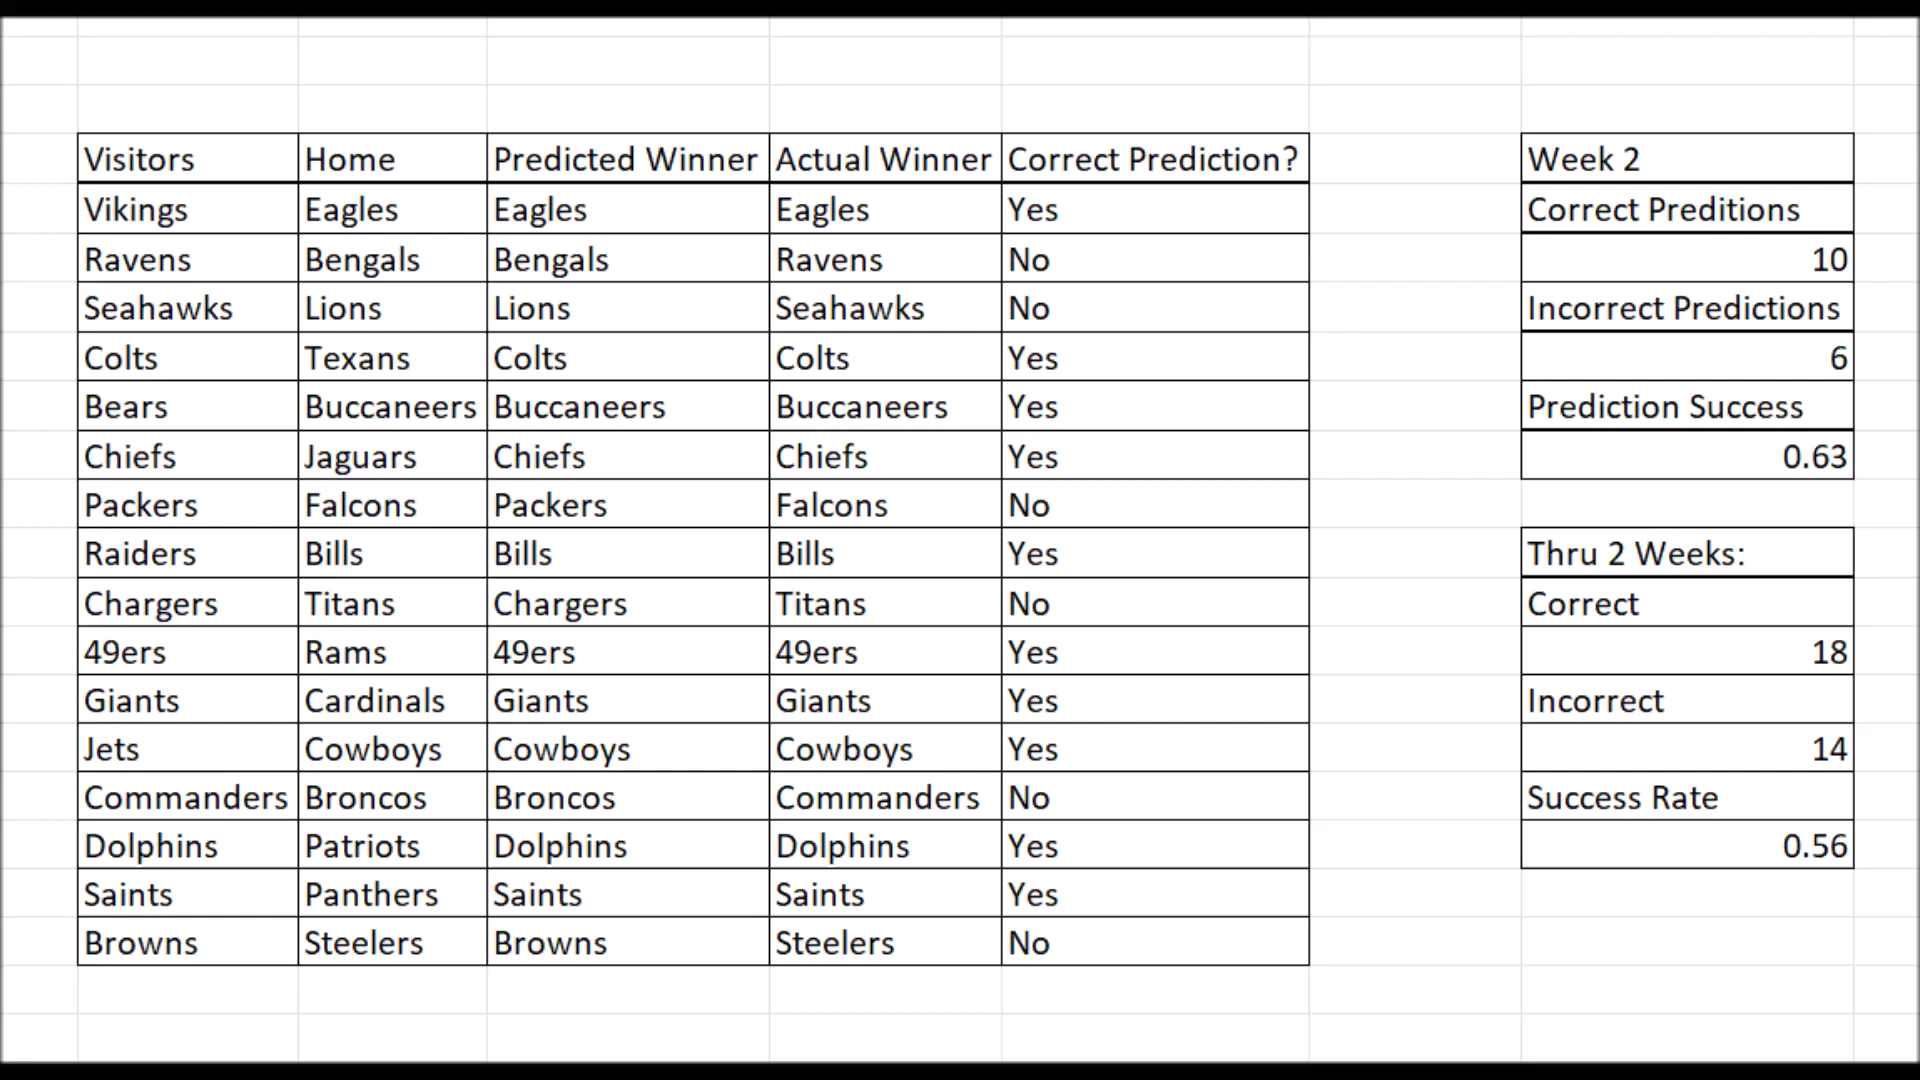 Visitors Home Predicted Winner Actual Winner Correct Prediction?
Vikings Eagles Eagles Eagles Yes
Ravens Bengals Bengals Ravens No
Seahawks Lions Lions Seahawks No
Colts Texans Colts Colts Yes
Bears Buccaneers Buccaneers Buccaneers Yes
Chiefs Jaguars Chiefs Chiefs Yes
Packers Falcons Packers Falcons No
Raiders Bills Bills Bills Yes
Chargers Titans Chargers Titans No
49ers Rams 49ers 49ers Yes
Giants Cardinals Giants Giants Yes
Jets Cowboys Cowboys Cowboys Yes
Commanders Broncos Broncos Commanders No
Dolphins Patriots Dolphins Dolphins Yes
Saints Panthers Saints Saints Yes
Browns Steelers Browns Steelers No
Week 2
Correct Preditions
10
Incorrect Predictions
6
Prediction Success
0.63
Thru 2 Weeks:
Correct
18
Incorrect
14
Success Rate
0.56